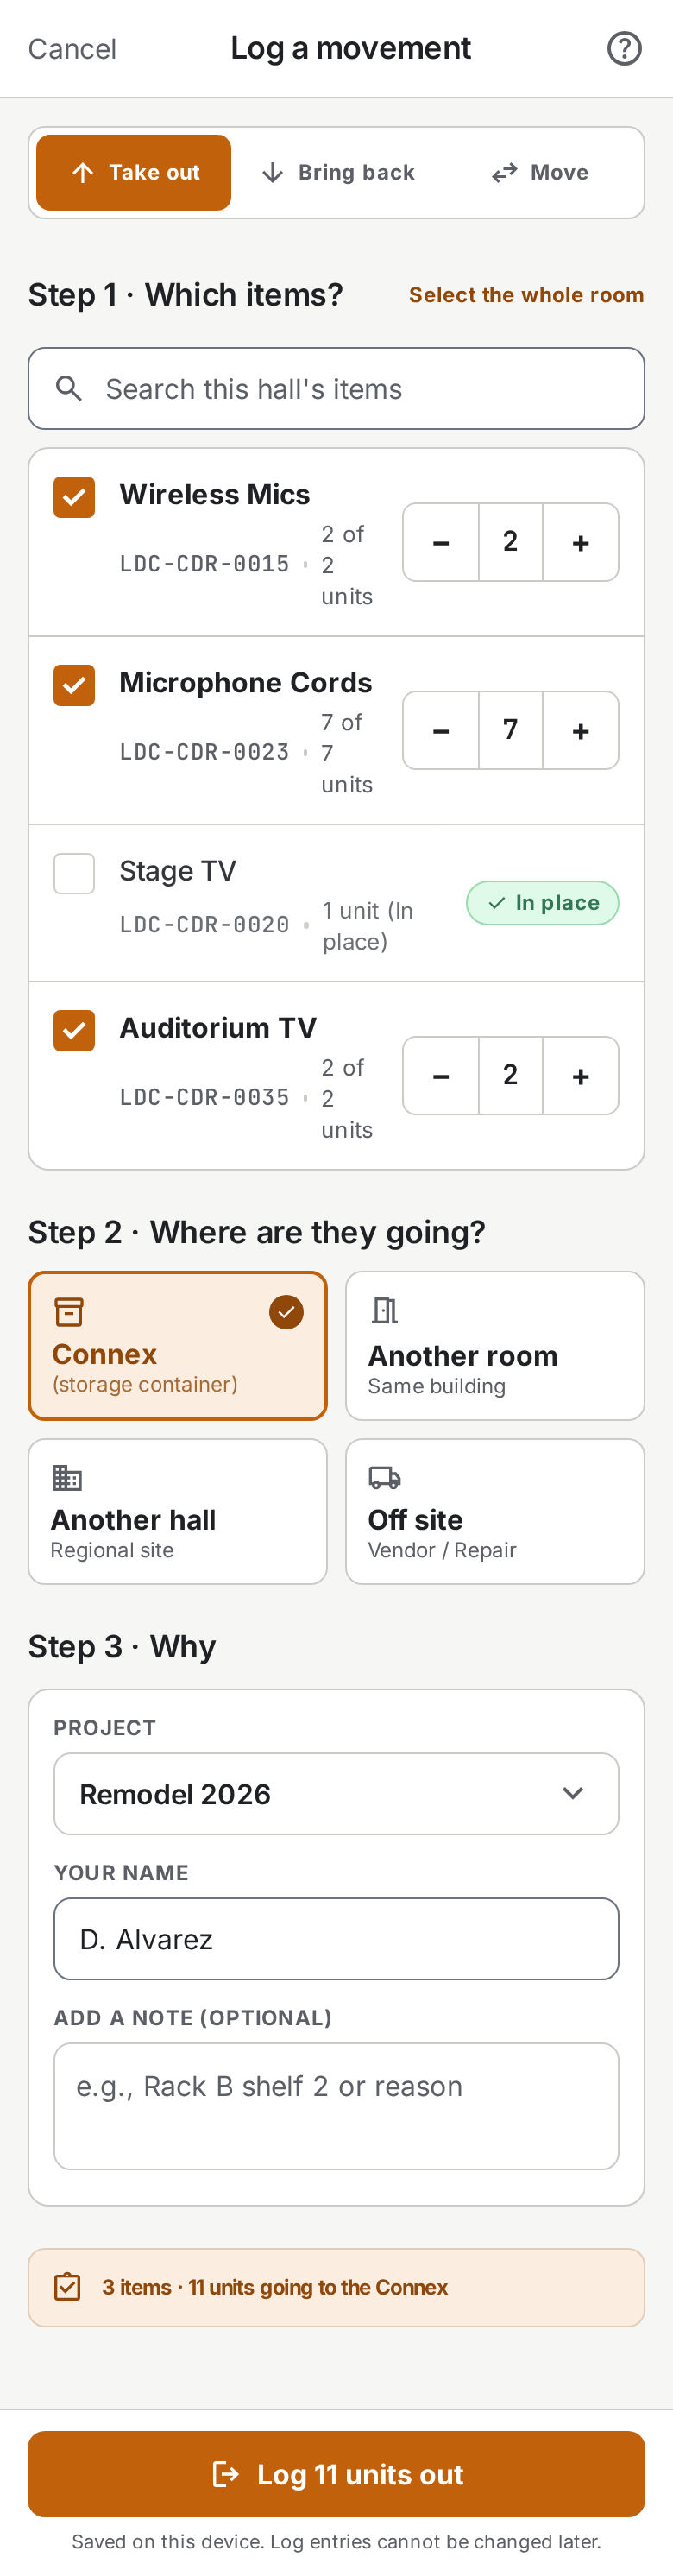 Cancel
Log a movement
Take out
Bring back
Move
Step 1 · Which items?
Select the whole room
Search this hall's items
Wireless Mics
LDC-CDR-0015 · 2 of
2
units
− 2 +
Microphone Cords
LDC-CDR-0023 · 7 of
7
units
− 7 +
Stage TV
LDC-CDR-0020 · 1 unit (In
place)
In place
Auditorium TV
LDC-CDR-0035 · 2 of
2
units
− 2 +
Step 2 · Where are they going?
Connex
(storage container)
Another room
Same building
Another hall
Regional site
Off site
Vendor / Repair
Step 3 · Why
PROJECT
Remodel 2026
YOUR NAME
D. Alvarez
ADD A NOTE (OPTIONAL)
e.g., Rack B shelf 2 or reason
3 items · 11 units going to the Connex
Log 11 units out
Saved on this device. Log entries cannot be changed later.